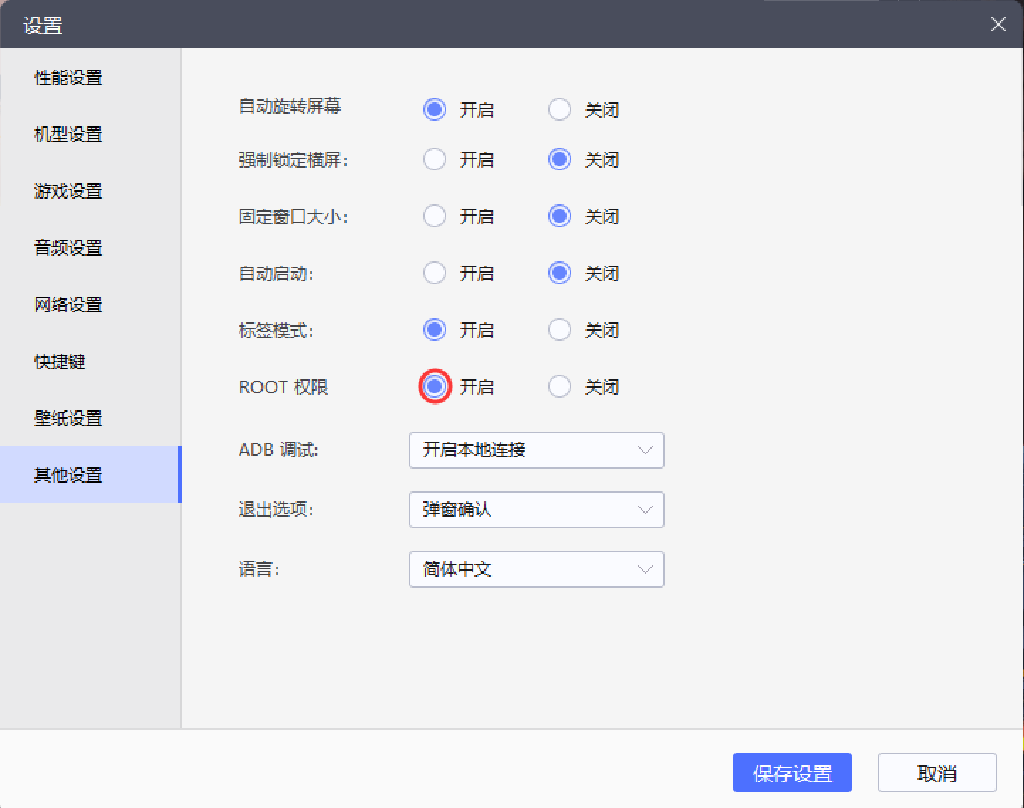 设置
性能设置
机型设置
游戏设置
音频设置
网络设置
快捷键
壁纸设置
其他设置
自动旋转屏幕 开启 关闭
强制锁定横屏: 开启 关闭
固定窗口大小: 开启 关闭
自动启动: 开启 关闭
标签模式: 开启 关闭
ROOT 权限 开启 关闭
ADB 调试: 开启本地连接
退出选项: 弹窗确认
语言: 简体中文
保存设置 取消